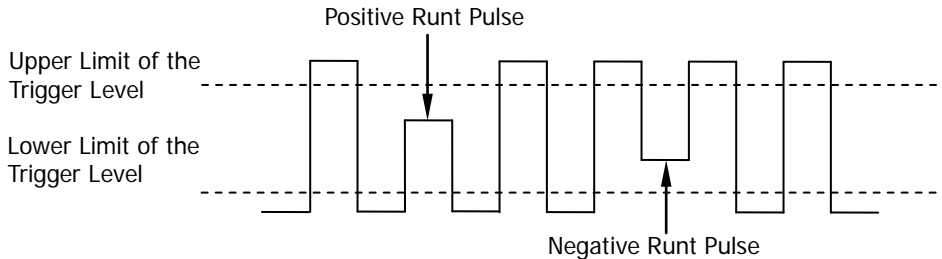 Positive Runt Pulse
Upper Limit of the
Trigger Level
Lower Limit of the
Trigger Level
Negative Runt Pulse